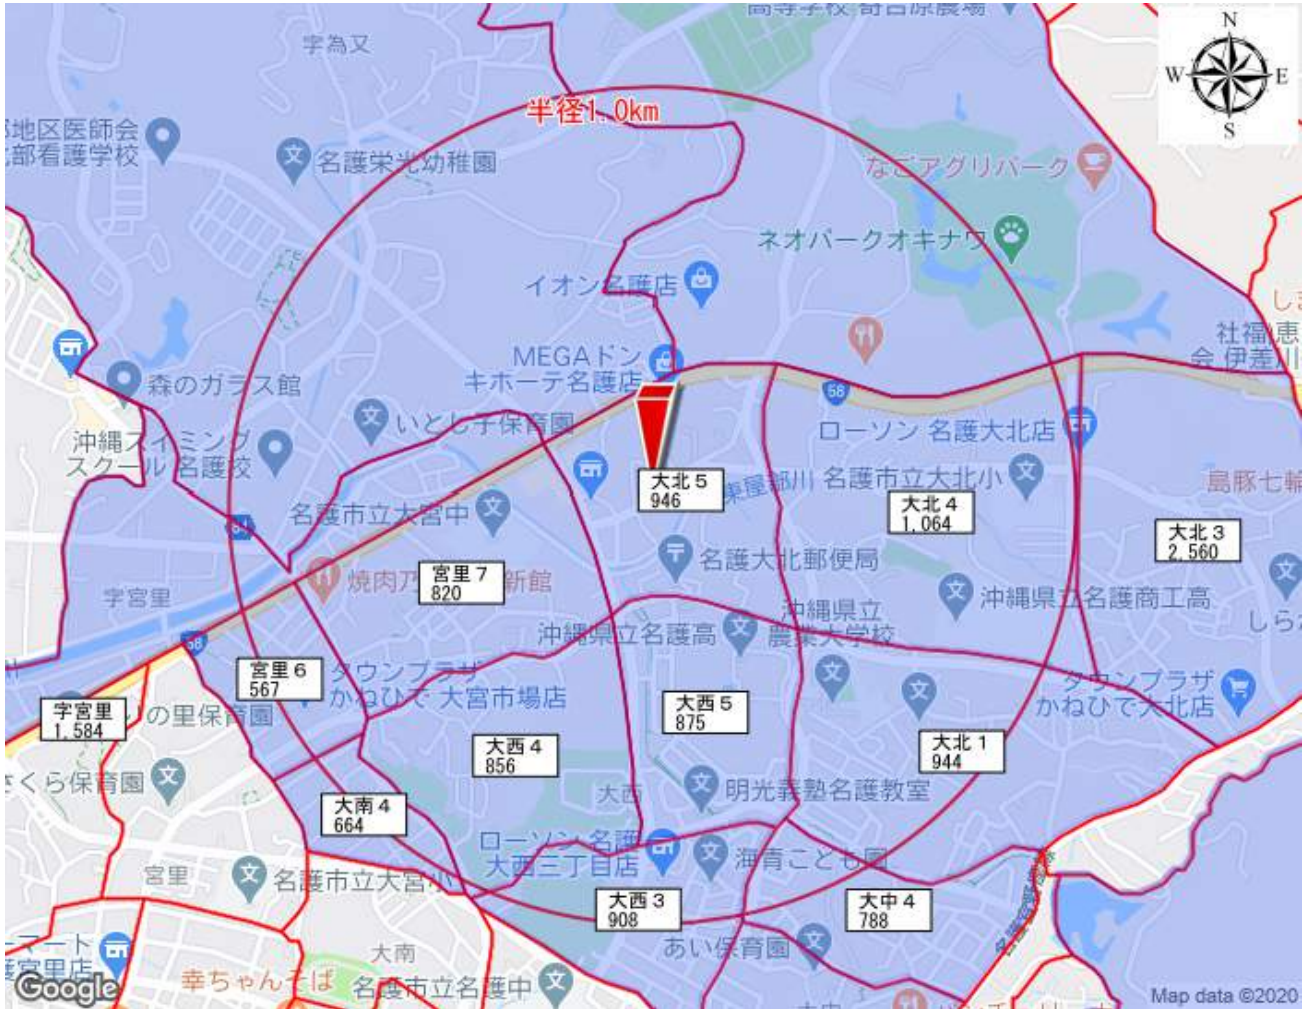 高等学校 寄宮原農場
字為又
N
W E
S
半径1.0km
地区医師会
部看護学校
名護栄光幼稚園
なごアグリパーク
ネオパークオキナワ
イオン名護店
MEGAドン
キホーテ名護店
社福 恵
会 伊差川
森のガラス館
いとし子保育園
58
ローソン 名護大北店
沖縄スイミング
スクール 名護校
大北5
946
東屋部川
名護市立大北小
大北4
1,064
島豚七輪
大北3
2,560
名護市立大宮中
84
名護大北郵便局
宮里7
820
焼肉乃
新館
字宮里
沖縄県立名護商工高
しら
沖縄県立名護高
沖縄県立
農業大学校
58
宮里6
567
タウンプラザ
かねひで 大宮市場店
大西5
875
タウンプラザ
かねひで大北店
字宮里
1,584
の里保育園
大西4
856
大北1
944
さくら保育園
大南4
664
大西
明光義塾名護教室
ローソン 名護
大西三丁目店
海青こども園
宮里
名護市立大宮小
大西3
908
大中4
788
あい保育園
大南
幸ちゃんそば
名護市立名護中
Google
Map data ©2020